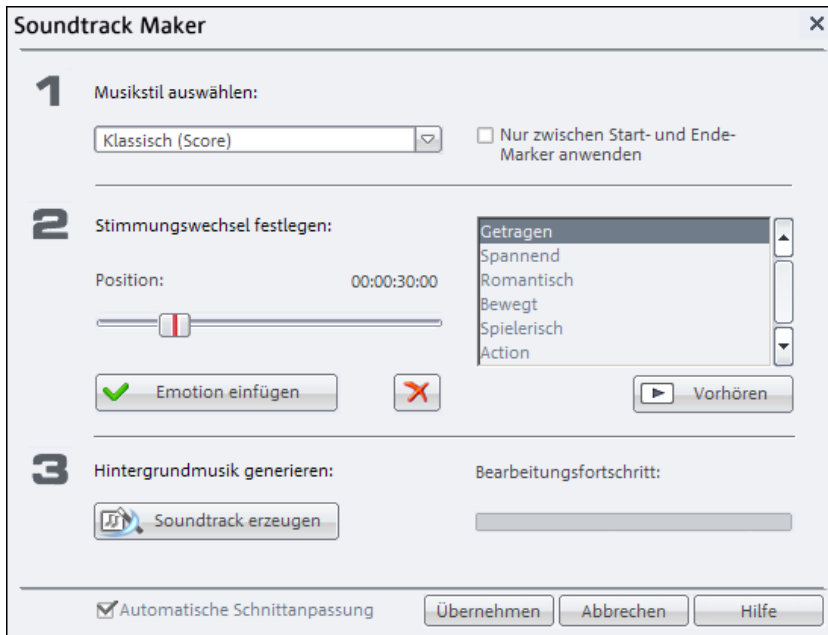 Soundtrack Maker
1
Musikstil auswählen:
Klassisch (Score)
Nur zwischen Start- und Ende-
Marker anwenden
2
Stimmungswechsel festlegen:
Position:
00:00:30:00
Getragen
Spannend
Romantisch
Bewegt
Spielerisch
Action
Emotion einfügen
Vorhören
3
Hintergrundmusik generieren:
Bearbeitungsfortschritt:
Soundtrack erzeugen
Automatische Schnittanpassung
Übernehmen
Abbrechen
Hilfe